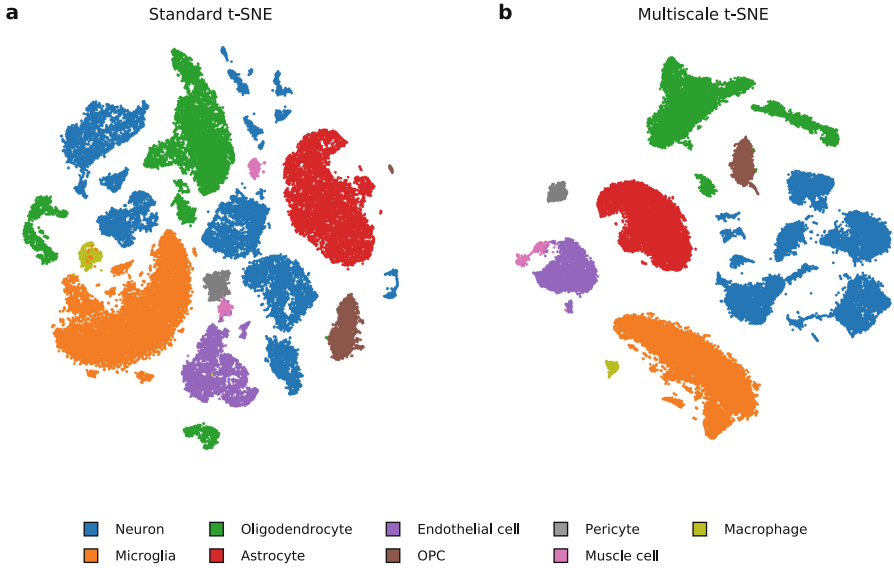 a Standard t-SNE
b Multiscale t-SNE
Neuron Oligodendrocyte Endothelial cell Pericyte Macrophage
Microglia Astrocyte OPC Muscle cell